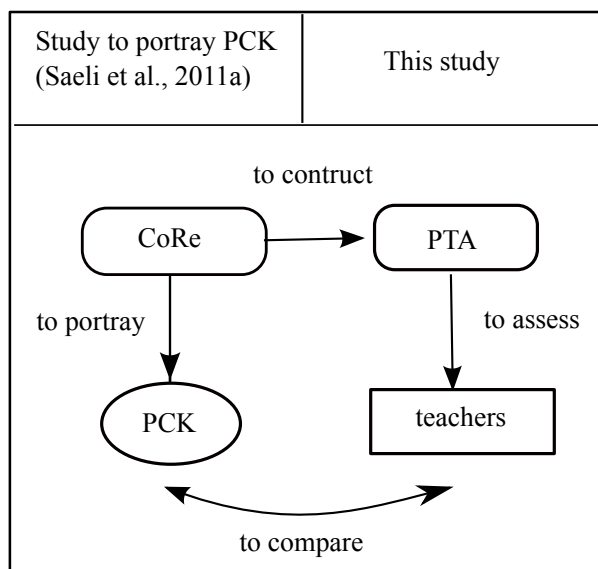 Study to portray PCK
(Saeli et al., 2011a)
This study
to contruct
CoRe
PTA
to portray
to assess
PCK
teachers
to compare